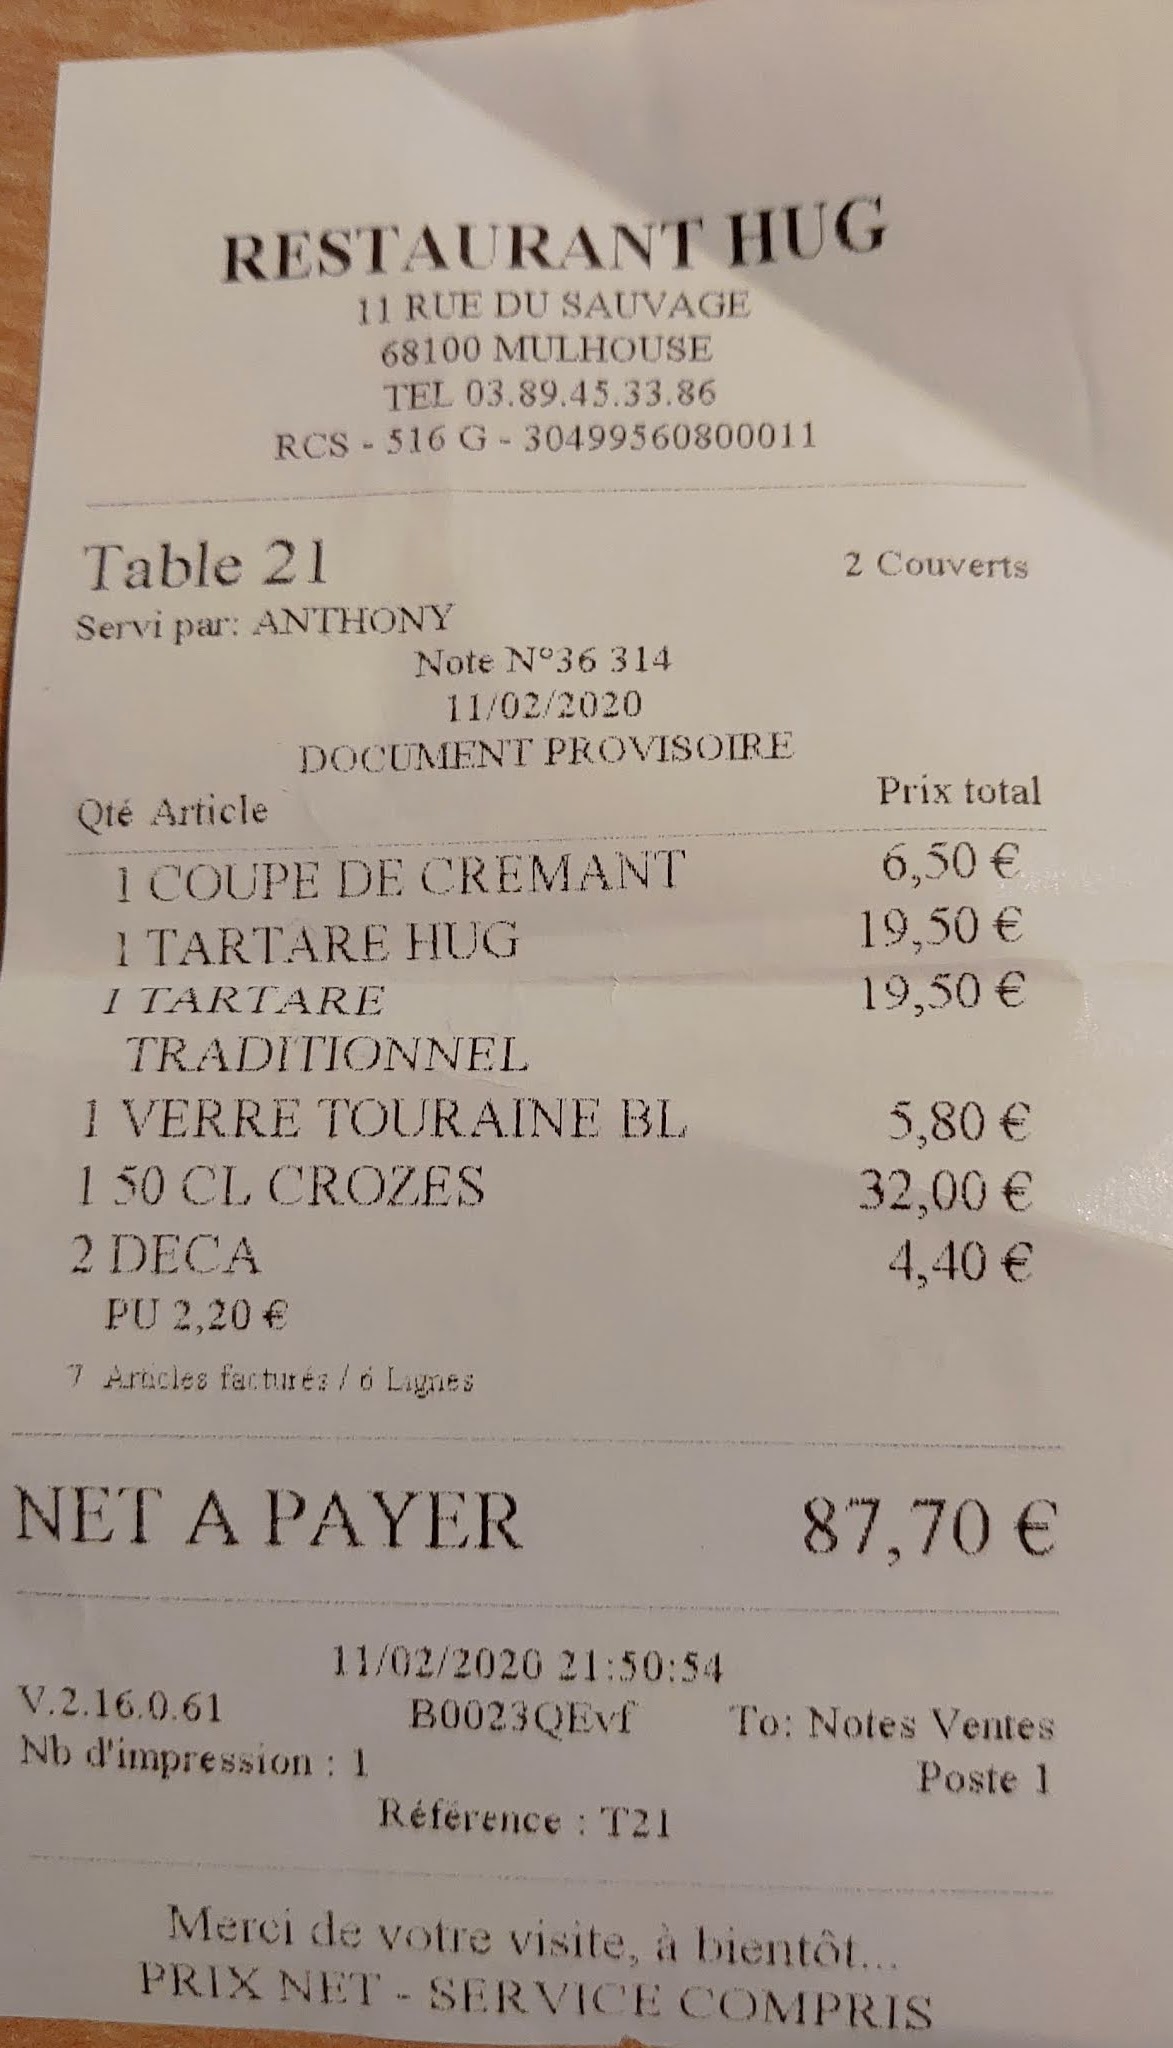 RESTAURANT HUG
11 RUE DU SAUVAGE
68100 MULHOUSE
TEL 03.89.45.33.86
RCS - 516 G - 30499560800011
Table 21 2 Couverts
Servi par: ANTHONY
Note N°36 314
11/02/2020
DOCUMENT PROVISOIRE
Qté Article Prix total
1 COUPE DE CREMANT 6,50 €
1 TARTARE HUG 19,50 €
1 TARTARE 19,50 €
TRADITIONNEL
1 VERRE TOURAINE BL 5,80 €
1 50 CL CROZES 32,00 €
2 DECA 4,40 €
PU 2,20 €
7 Articles facturés / 6 Lignes
NET A PAYER 87,70 €
11/02/2020 21:50:54
V.2.16.0.61 B0023QEvf To: Notes Ventes
Nb d'impression : 1 Poste 1
Référence : T21
Merci de votre visite, à bientôt...
PRIX NET - SERVICE COMPRIS